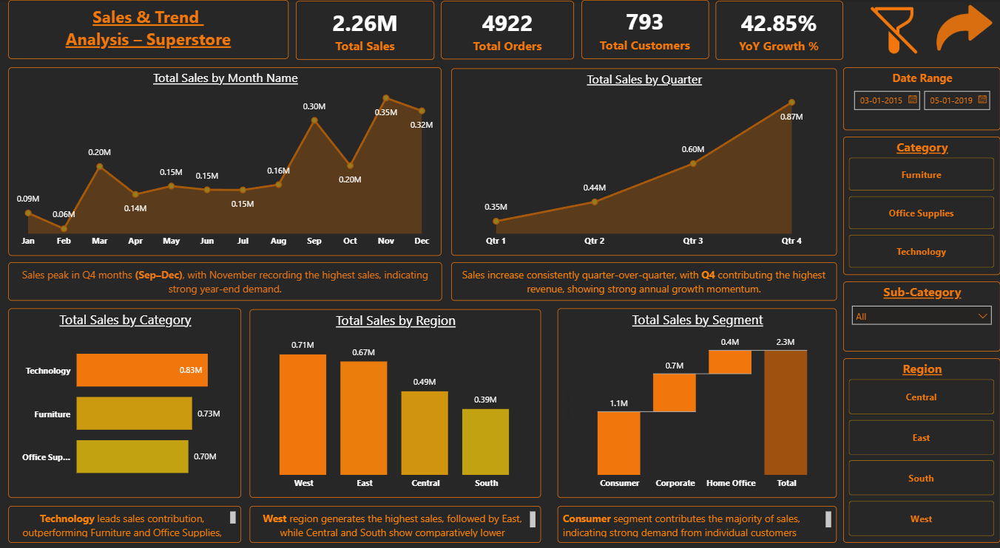 Sales & Trend
Analysis – Superstore
2.26M
Total Sales
4922
Total Orders
793
Total Customers
42.85%
YoY Growth %
Total Sales by Month Name
0.09M
0.06M
0.20M
0.14M
0.15M
0.15M
0.15M
0.16M
0.30M
0.20M
0.35M
0.32M
Jan Feb Mar Apr May Jun Jul Aug Sep Oct Nov Dec
Total Sales by Quarter
0.35M
0.44M
0.60M
0.87M
Qtr 1 Qtr 2 Qtr 3 Qtr 4
Date Range
03-01-2015 05-01-2019
Category
Furniture
Office Supplies
Technology
Sales peak in Q4 months (Sep–Dec), with November recording the highest sales, indicating
strong year-end demand.
Sales increase consistently quarter-over-quarter, with Q4 contributing the highest
revenue, showing strong annual growth momentum.
Total Sales by Category
Technology 0.83M
Furniture 0.73M
Office Sup... 0.70M
Total Sales by Region
0.71M
0.67M
0.49M
0.39M
West East Central South
Total Sales by Segment
1.1M
0.7M
0.4M
2.3M
Consumer Corporate Home Office Total
Sub-Category
All
Region
Central
East
South
West
Technology leads sales contribution,
outperforming Furniture and Office Supplies,
West region generates the highest sales, followed by East,
while Central and South show comparatively lower
Consumer segment contributes the majority of sales,
indicating strong demand from individual customers